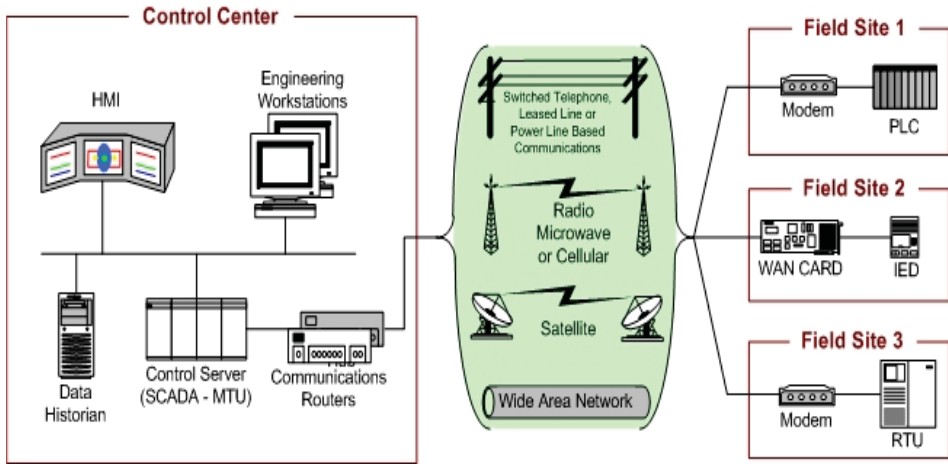 Control Center
HMI
Engineering
Workstations
Data
Historian
Control Server
(SCADA - MTU)
Communications
Routers
Switched Telephone,
Leased Line or
Power Line Based
Communications
Radio
Microwave
or Cellular
Satellite
Wide Area Network
Field Site 1
Modem
PLC
Field Site 2
WAN CARD
IED
Field Site 3
Modem
RTU